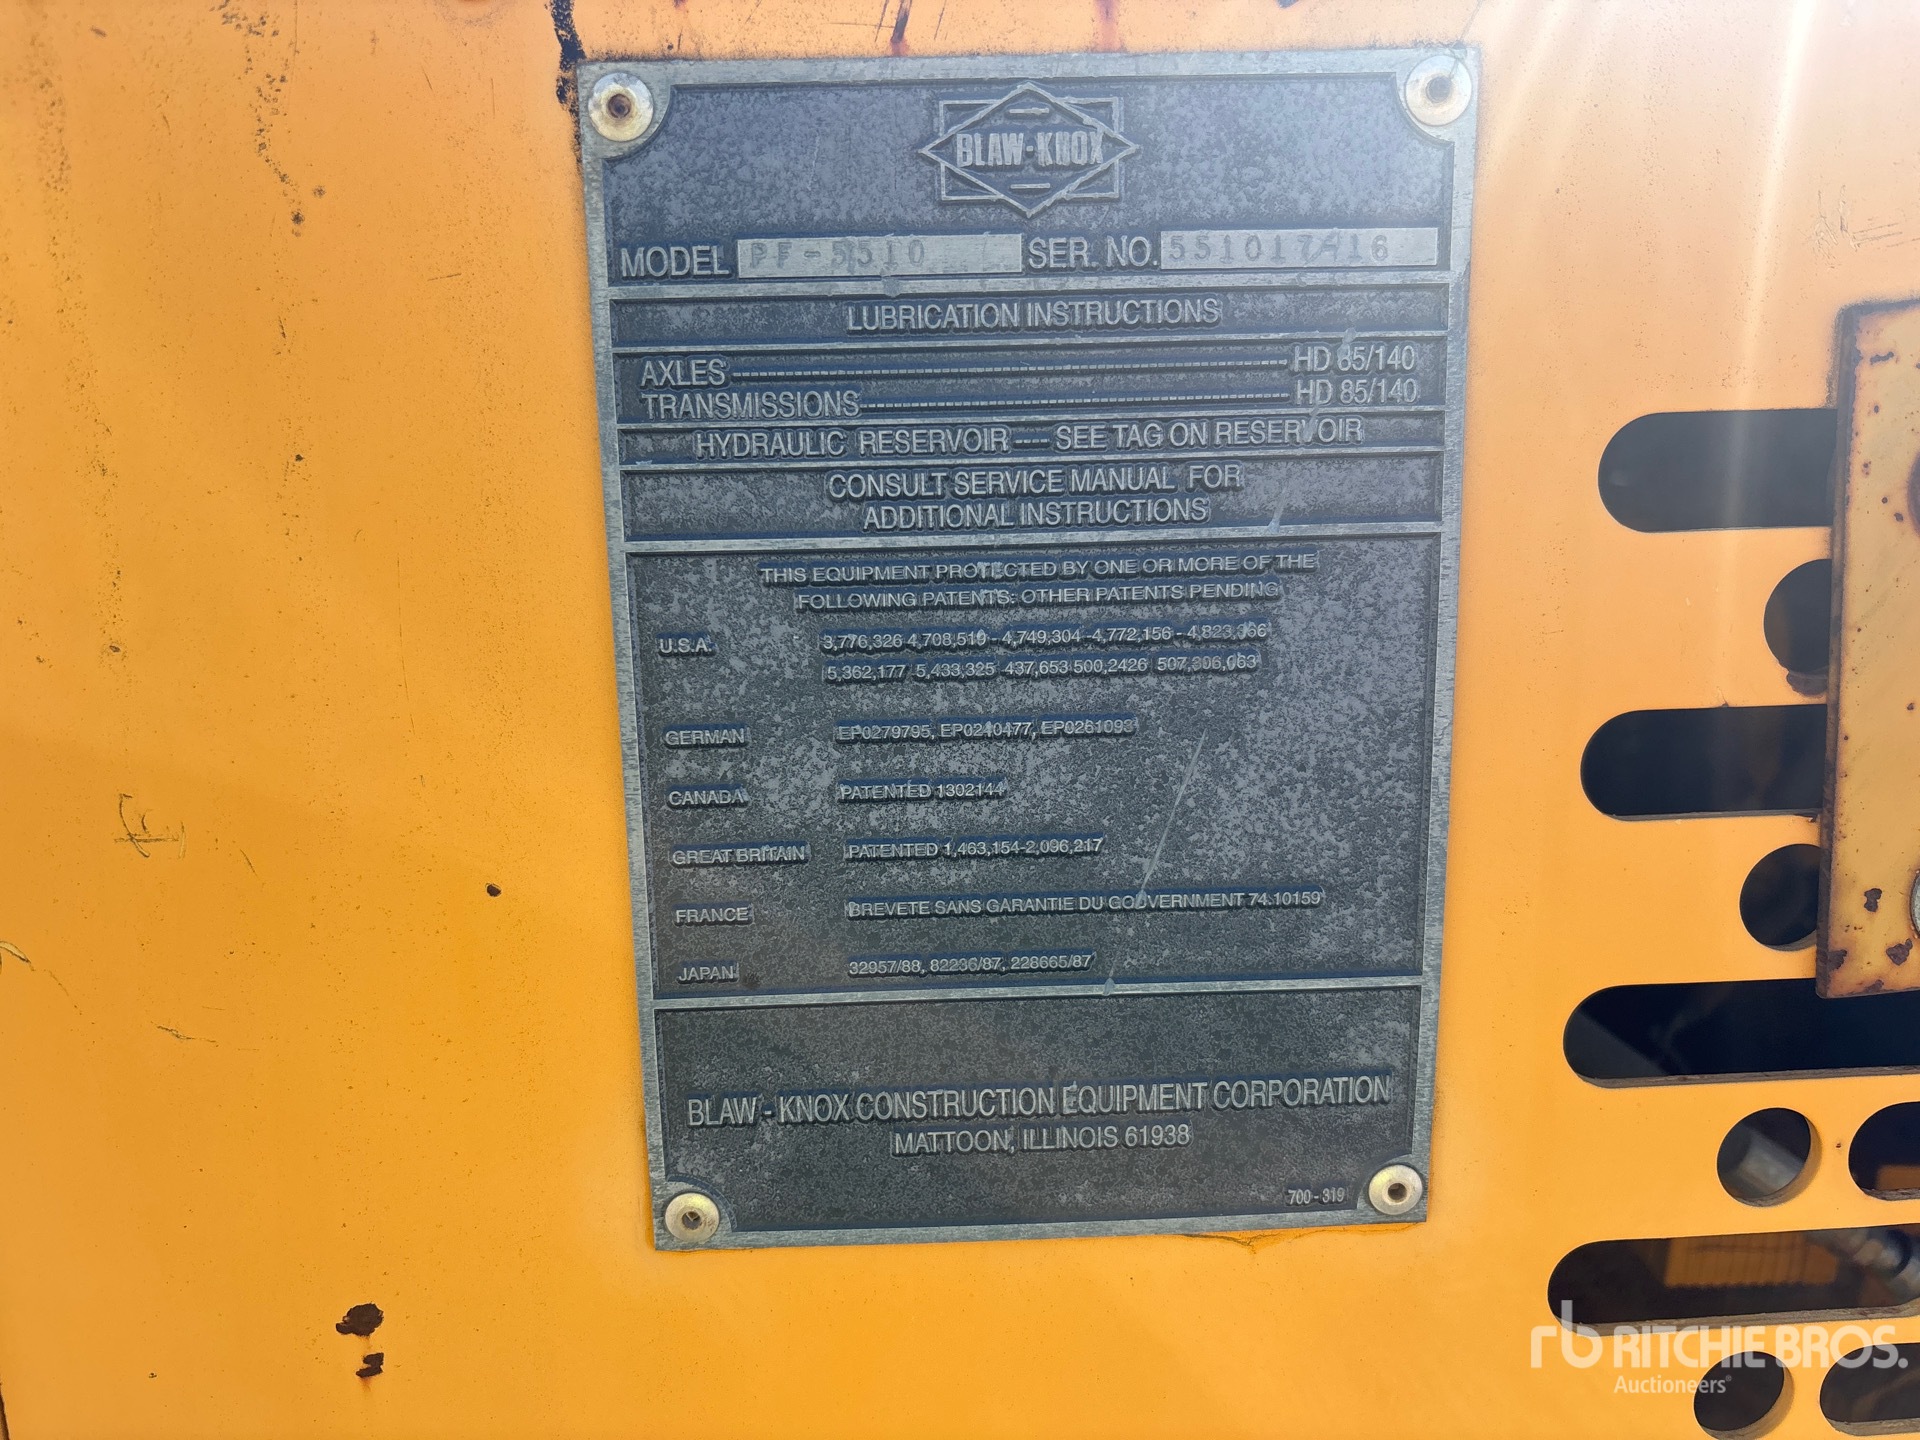 BLAW-KNOX
MODEL PF-5510 SER. NO. 551017-16
LUBRICATION INSTRUCTIONS
AXLES HD 85/140
TRANSMISSIONS HD 85/140
HYDRAULIC RESERVOIR ---- SEE TAG ON RESERVOIR
CONSULT SERVICE MANUAL FOR
ADDITIONAL INSTRUCTIONS
THIS EQUIPMENT PROTECTED BY ONE OR MORE OF THE
FOLLOWING PATENTS: OTHER PATENTS PENDING
U.S.A. 3,776,326 4,708,519 - 4,749,304 -4,772,156 - 4,823,366
5,362,177 5,433,325 437,653 500,2426 507,306,063
GERMAN EP0279795, EP0240477, EP0261093
CANADA PATENTED 1302144
GREAT BRITAIN PATENTED 1,463,154-2,096,217
FRANCE BREVETE SANS GARANTIE DU GOUVERNMENT 74.10159
JAPAN 32957/88, 82236/87, 228665/87
BLAW - KNOX CONSTRUCTION EQUIPMENT CORPORATION
MATTOON, ILLINOIS 61938
700 - 319
rb RITCHIE BROS.
Auctioneers